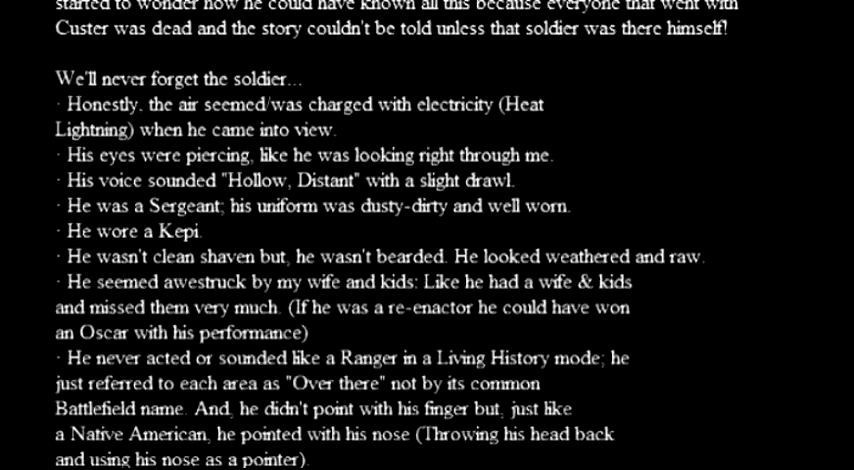 started to wonder how he could have known all this because everyone that went with
Custer was dead and the story couldn't be told unless that soldier was there himself!
We'll never forget the soldier...
· Honestly, the air seemed/was charged with electricity (Heat
Lightning) when he came into view.
· His eyes were piercing, like he was looking right through me.
· His voice sounded "Hollow, Distant" with a slight drawl.
· He was a Sergeant; his uniform was dusty-dirty and well worn.
· He wore a Kepi.
· He wasn't clean shaven but, he wasn't bearded. He looked weathered and raw.
· He seemed awestruck by my wife and kids: Like he had a wife & kids
and missed them very much. (If he was a re-enactor he could have won
an Oscar with his performance)
· He never acted or sounded like a Ranger in a Living History mode; he
just referred to each area as "Over there" not by its common
Battlefield name. And, he didn't point with his finger but, just like
a Native American, he pointed with his nose (Throwing his head back
and using his nose as a pointer).